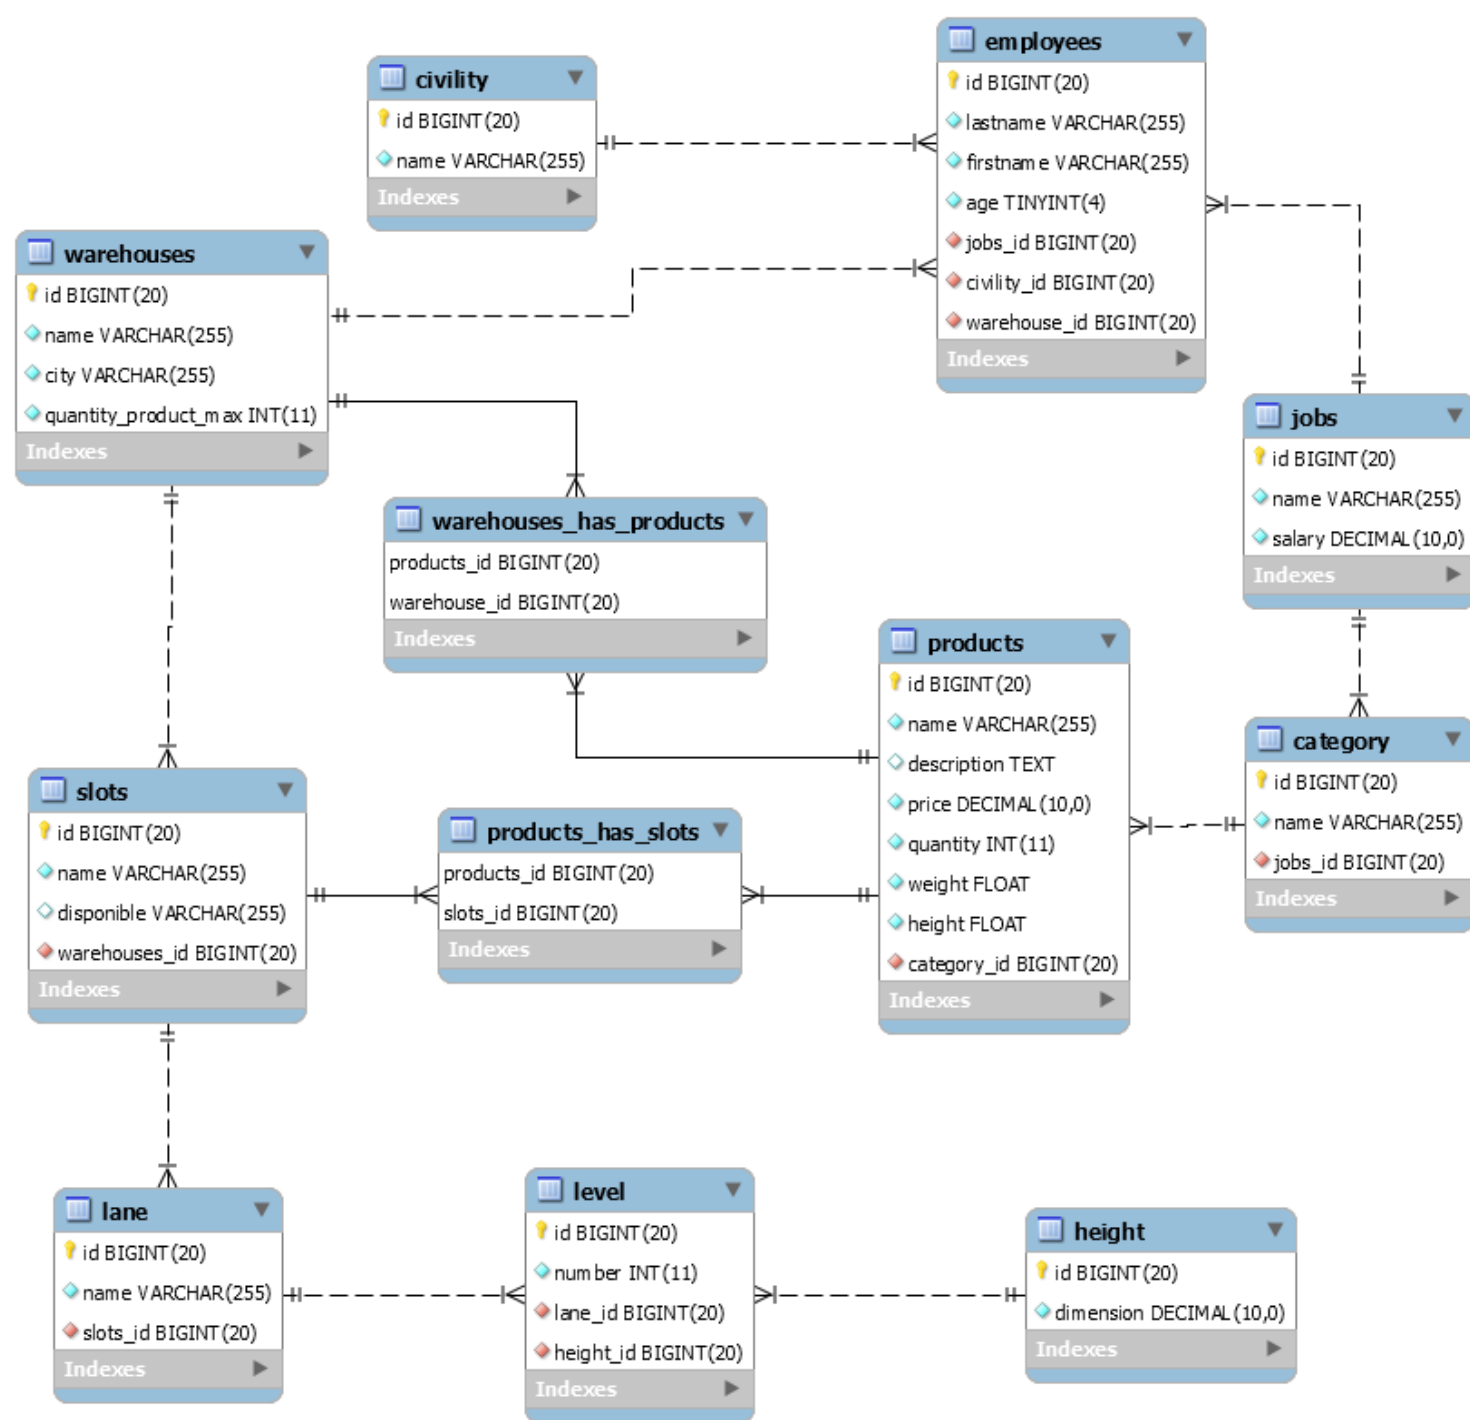 civility
id BIGINT(20)
name VARCHAR(255)
Indexes
employees
id BIGINT(20)
lastname VARCHAR(255)
firstname VARCHAR(255)
age TINYINT(4)
jobs_id BIGINT(20)
civility_id BIGINT(20)
warehouse_id BIGINT(20)
Indexes
warehouses
id BIGINT(20)
name VARCHAR(255)
city VARCHAR(255)
quantity_product_max INT(11)
Indexes
jobs
id BIGINT(20)
name VARCHAR(255)
salary DECIMAL(10,0)
Indexes
warehouses_has_products
products_id BIGINT(20)
warehouse_id BIGINT(20)
Indexes
products
id BIGINT(20)
name VARCHAR(255)
description TEXT
price DECIMAL(10,0)
quantity INT(11)
weight FLOAT
height FLOAT
category_id BIGINT(20)
Indexes
category
id BIGINT(20)
name VARCHAR(255)
jobs_id BIGINT(20)
Indexes
slots
id BIGINT(20)
name VARCHAR(255)
disponible VARCHAR(255)
warehouses_id BIGINT(20)
Indexes
products_has_slots
products_id BIGINT(20)
slots_id BIGINT(20)
Indexes
lane
id BIGINT(20)
name VARCHAR(255)
slots_id BIGINT(20)
Indexes
level
id BIGINT(20)
number INT(11)
lane_id BIGINT(20)
height_id BIGINT(20)
Indexes
height
id BIGINT(20)
dimension DECIMAL(10,0)
Indexes